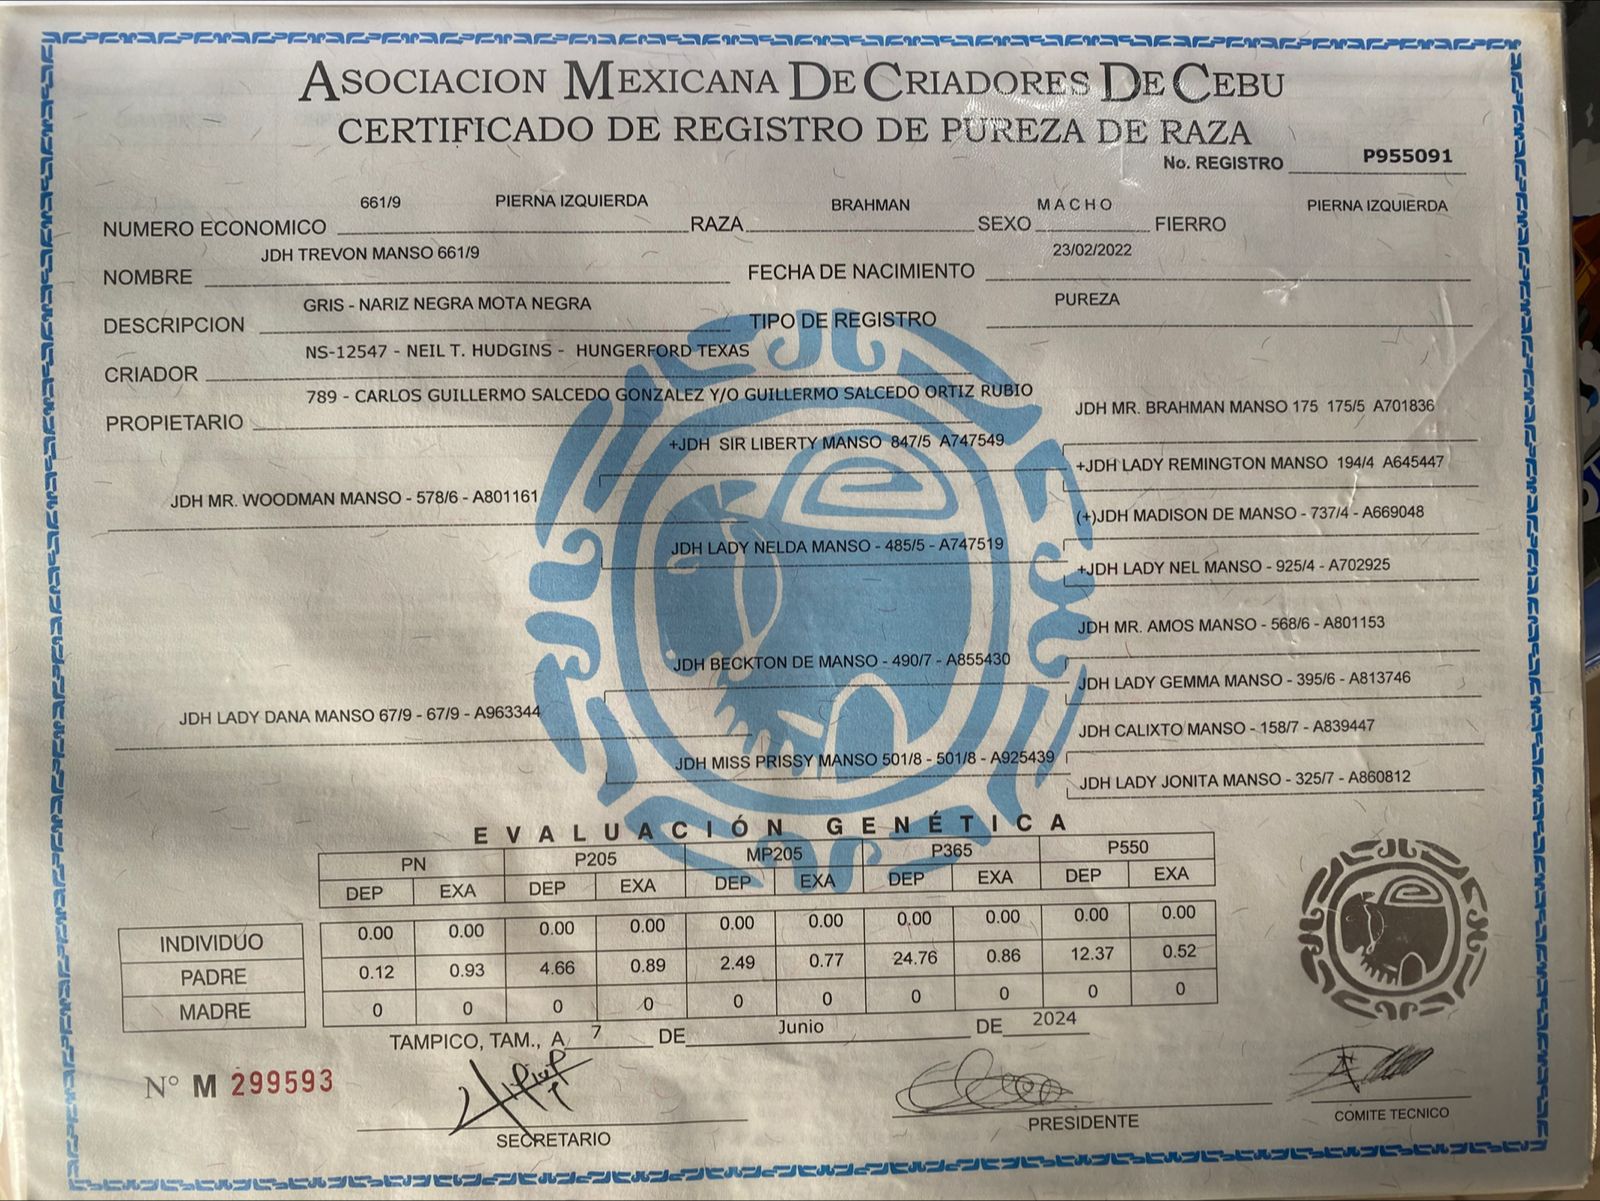 ASOCIACION MEXICANA DE CRIADORES DE CEBU
CERTIFICADO DE REGISTRO DE PUREZA DE RAZA
No. REGISTRO P955091
NUMERO ECONOMICO 661/9 PIERNA IZQUIERDA RAZA BRAHMAN SEXO MACHO FIERRO PIERNA IZQUIERDA
NOMBRE JDH TREVON MANSO 661/9 FECHA DE NACIMIENTO 23/02/2022
DESCRIPCION GRIS - NARIZ NEGRA MOTA NEGRA TIPO DE REGISTRO PUREZA
CRIADOR NS-12547 - NEIL T. HUDGINS - HUNGERFORD TEXAS
PROPIETARIO 789 - CARLOS GUILLERMO SALCEDO GONZALEZ Y/O GUILLERMO SALCEDO ORTIZ RUBIO
JDH MR. BRAHMAN MANSO 175 175/5 A701836
+JDH SIR LIBERTY MANSO 847/5 A747549
+JDH LADY REMINGTON MANSO 194/4 A645447
JDH MR. WOODMAN MANSO - 578/6 - A801161
(+)JDH MADISON DE MANSO - 737/4 - A669048
JDH LADY NELDA MANSO - 485/5 - A747519
+JDH LADY NEL MANSO - 925/4 - A702925
JDH MR. AMOS MANSO - 568/6 - A801153
JDH BECKTON DE MANSO - 490/7 - A855430
JDH LADY GEMMA MANSO - 395/6 - A813746
JDH LADY DANA MANSO 67/9 - 67/9 - A963344
JDH CALIXTO MANSO - 158/7 - A839447
JDH MISS PRISSY MANSO 501/8 - 501/8 - A925439
JDH LADY JONITA MANSO - 325/7 - A860812
EVALUACIÓN GENÉTICA
PN P205 MP205 P365 P550
DEP EXA DEP EXA DEP EXA DEP EXA DEP EXA
INDIVIDUO 0.00 0.00 0.00 0.00 0.00 0.00 0.00 0.00 0.00 0.00
PADRE 0.12 0.93 4.66 0.89 2.49 0.77 24.76 0.86 12.37 0.52
MADRE 0 0 0 0 0 0 0 0 0 0
TAMPICO, TAM., A 7 DE Junio DE 2024
N° M 299593
SECRETARIO
PRESIDENTE
COMITE TECNICO